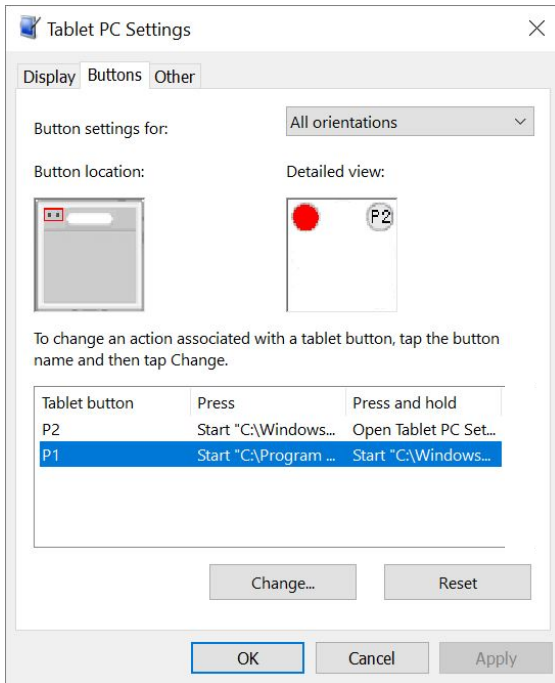 Tablet PC Settings
Display Buttons Other
Button settings for: All orientations
Button location: Detailed view:
P2
To change an action associated with a tablet button, tap the button
name and then tap Change.
Tablet button Press Press and hold
P2 Start "C:\Windows... Open Tablet PC Set...
P1 Start "C:\Program ... Start "C:\Windows...
Change... Reset
OK Cancel Apply